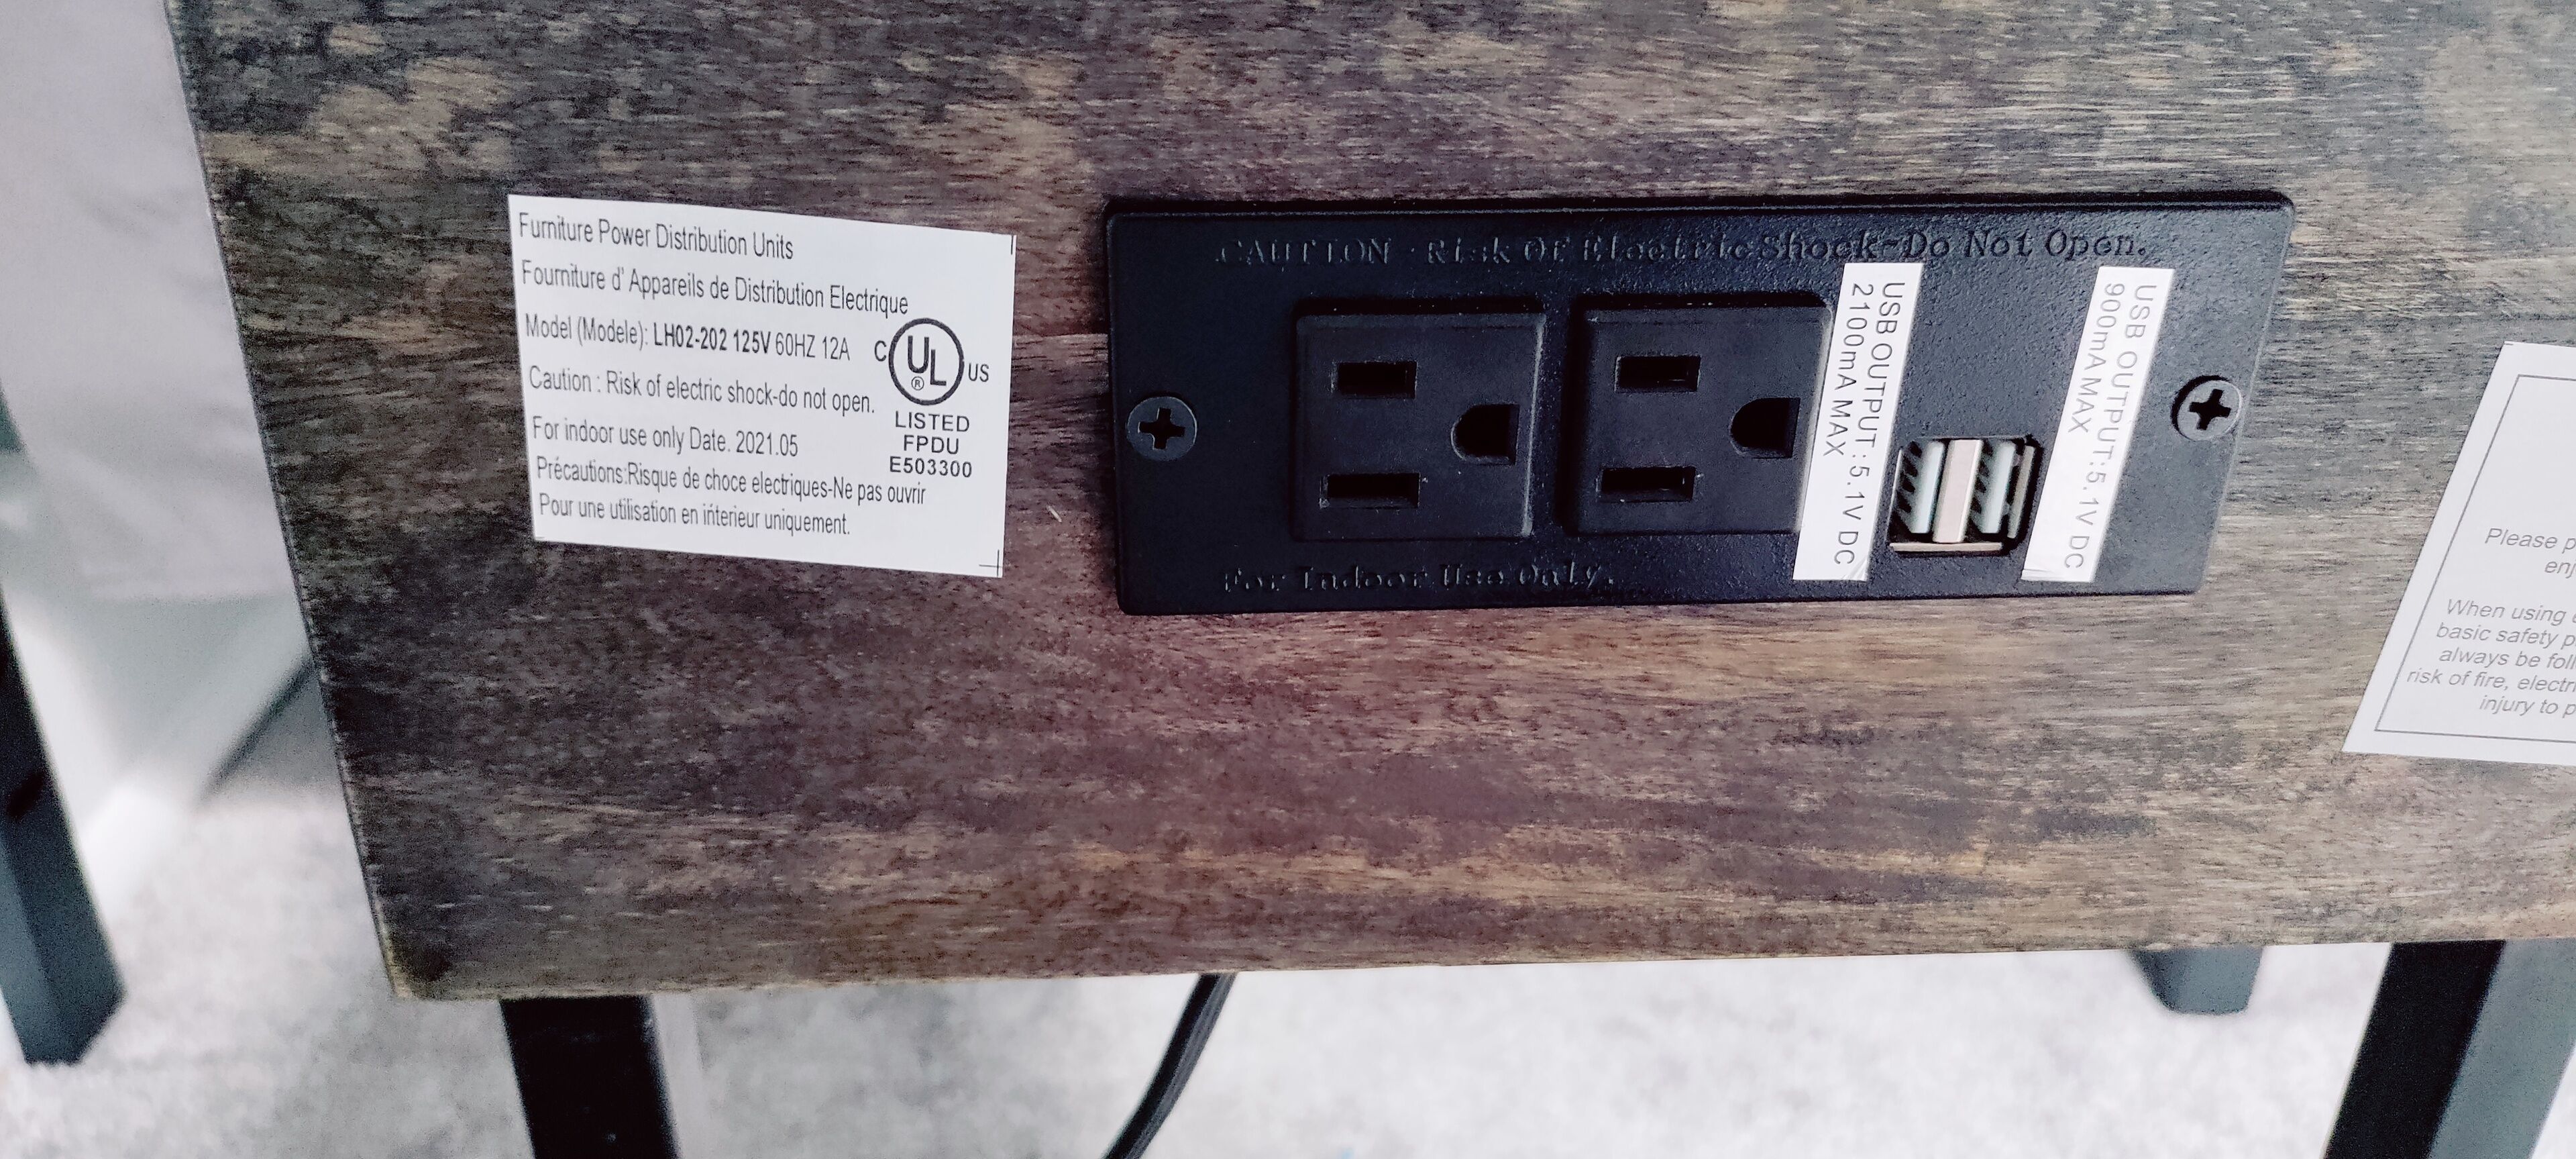 Furniture Power Distribution Units
Fourniture d' Appareils de Distribution Electrique
Model (Modele): LH02-202 125V 60HZ 12A
Caution : Risk of electric shock-do not open.
For indoor use only Date. 2021.05
Précautions:Risque de choce electriques-Ne pas ouvrir
Pour une utilisation en interieur uniquement.
C UL ® US
LISTED
FPDU
E503300
CAUTION · Risk Of Electric Shock-Do Not Open.
For Indoor Use Only.
USB OUTPUT:5.1V DC
2100mA MAX
USB OUTPUT:5.1V DC
900mA MAX
Please
When using
basic safety
always be
risk of fire,
injury to